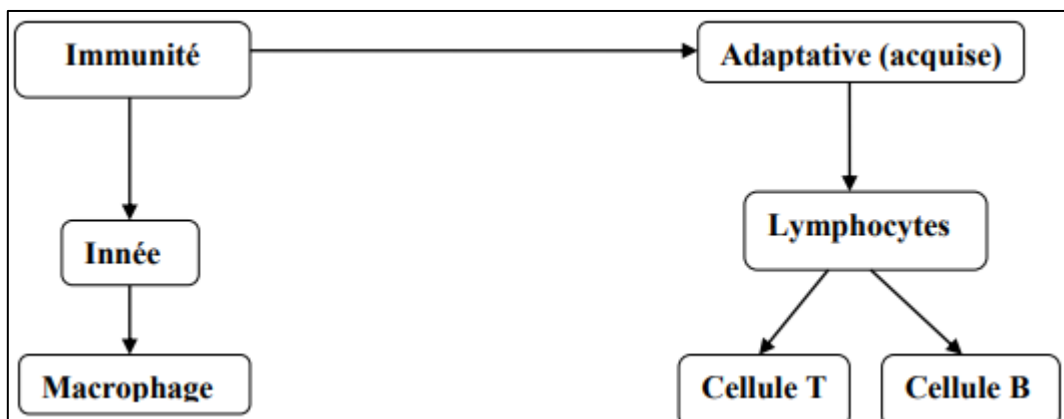 Immunité
Adaptative (acquise)
Lymphocytes
Innée
Macrophage
Cellule T
Cellule B